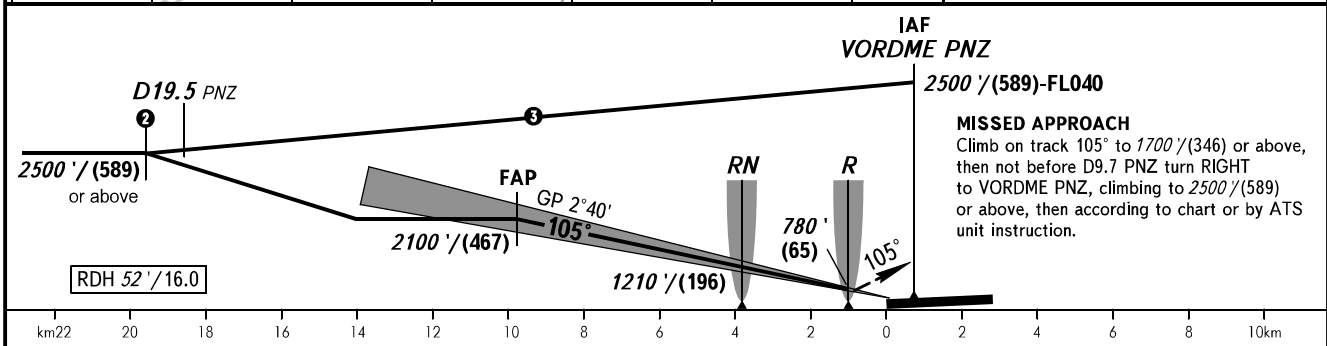 IAF
VORDME PNZ
D19.5 PNZ
2
3
2500 '/(589)-FL040
MISSED APPROACH
Climb on track 105° to 1700'/(346) or above,
then not before D9.7 PNZ turn RIGHT
to VORDME PNZ, climbing to 2500'/(589)
or above, then according to chart or by ATS
unit instruction.
2500 '/(589)
or above
FAP
GP 2°40'
105°
RN
R
2100 '/(467)
780 '
(65)
105°
1210 '/(196)
RDH 52 '/16.0
km22 20 18 16 14 12 10 8 6 4 2 0 2 4 6 8 10km